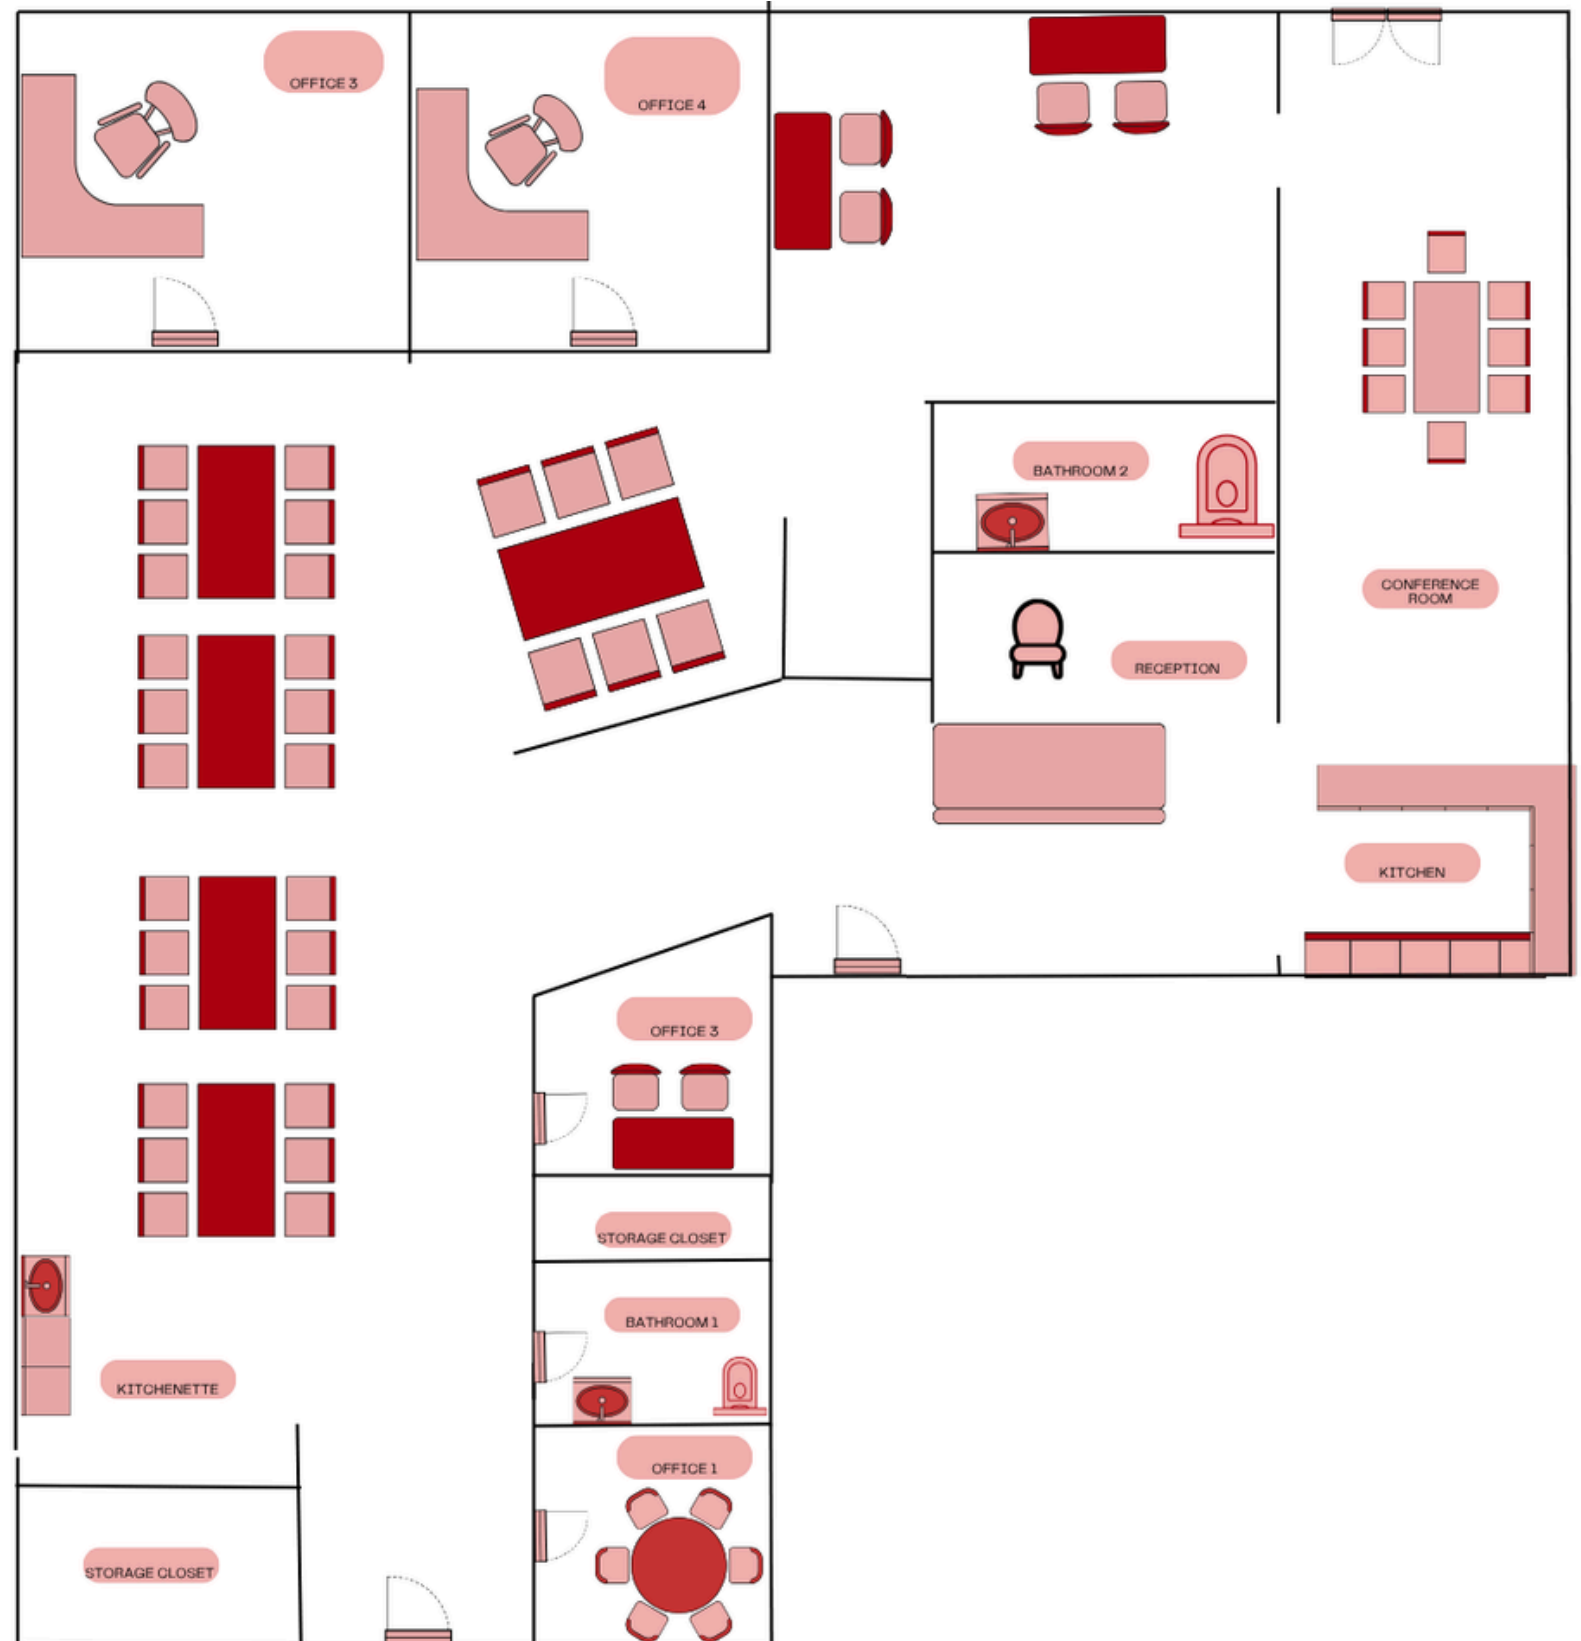 OFFICE 3
OFFICE 4
BATHROOM 2
CONFERENCE
ROOM
RECEPTION
KITCHEN
OFFICE 3
STORAGE CLOSET
BATHROOM 1
KITCHENETTE
OFFICE 1
STORAGE CLOSET